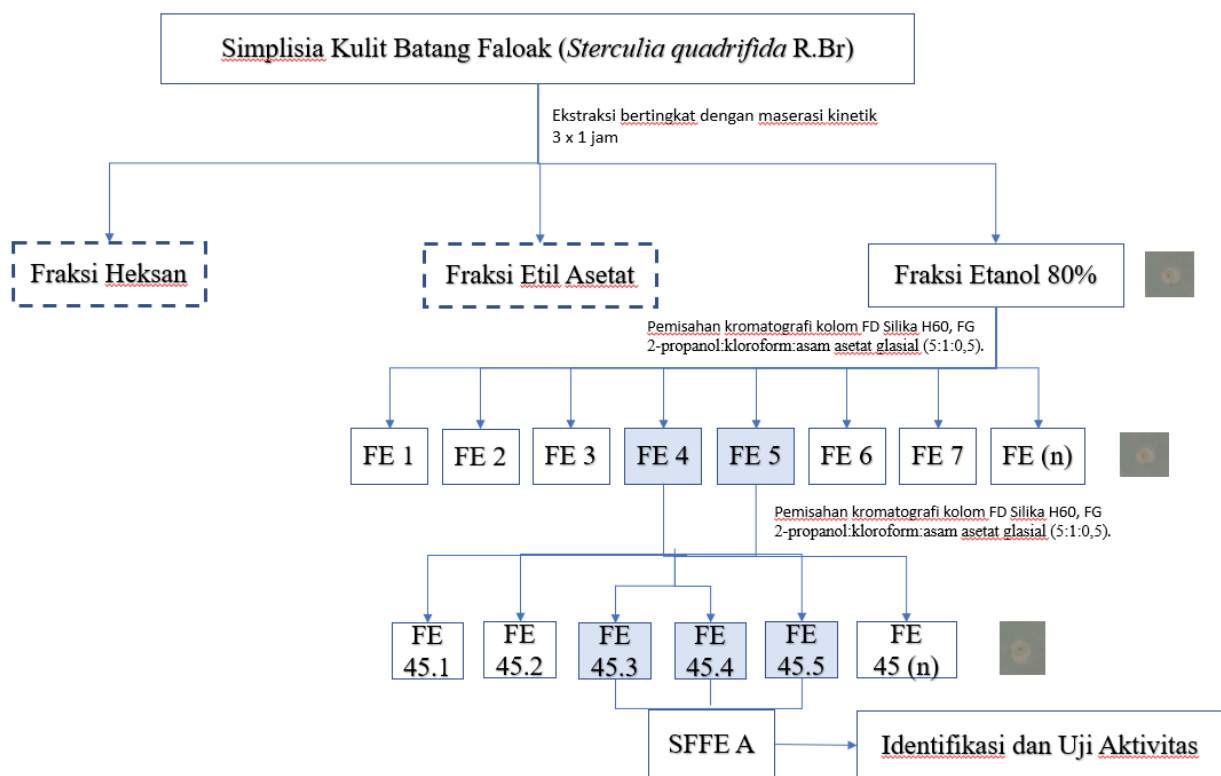 Simplisia Kulit Batang Faloak (Sterculia quadrifida R.Br)
Ekstraksi bertingkat dengan maserasi kinetik
3 x 1 jam
Fraksi Heksan
Fraksi Etil Asetat
Fraksi Etanol 80%
Pemisahan kromatografi kolom FD Silika H60, FG
2-propanol:kloroform:asam asetat glasial (5:1:0,5).
FE 1
FE 2
FE 3
FE 4
FE 5
FE 6
FE 7
FE (n)
Pemisahan kromatografi kolom FD Silika H60, FG
2-propanol:kloroform:asam asetat glasial (5:1:0,5).
FE
45.1
FE
45.2
FE
45.3
FE
45.4
FE
45.5
FE
45 (n)
SFFE A
Identifikasi dan Uji Aktivitas